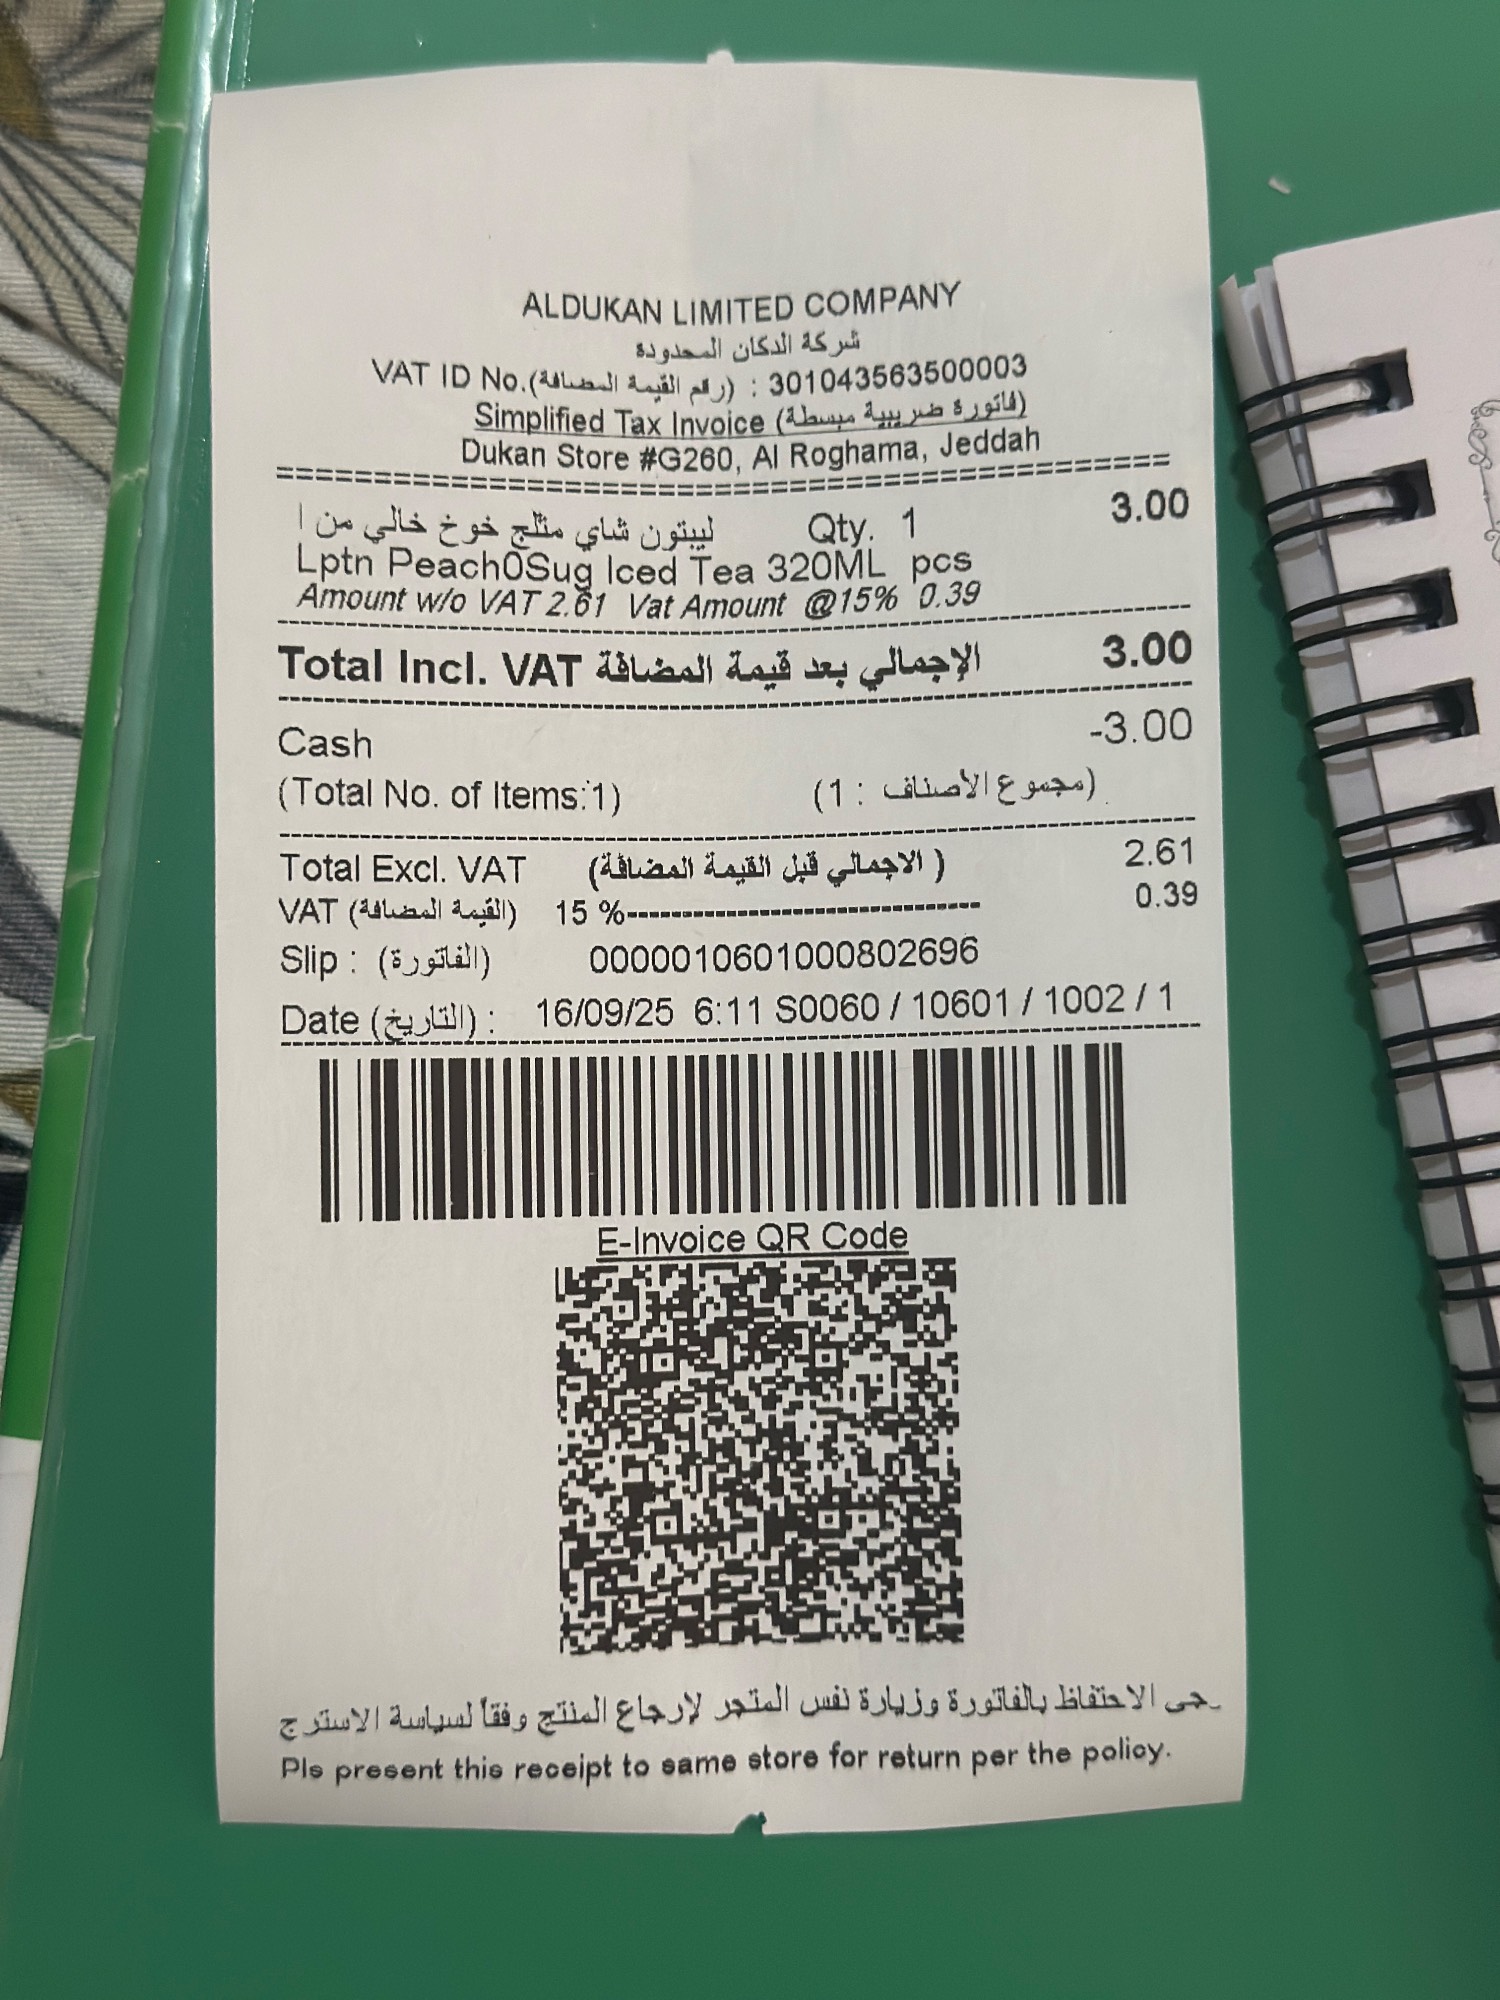 ALDUKAN LIMITED COMPANY
شركة الدكان المحدودة
VAT ID No.(رقم القيمة المضافة) : 301043563500003
Simplified Tax Invoice (فاتورة ضريبية مبسطة)
Dukan Store #G260, Al Roghama, Jeddah
ليبتون شاي مثلج خوخ خالي من ا Qty. 1 3.00
Lptn Peach0Sug Iced Tea 320ML pcs
Amount w/o VAT 2.61 Vat Amount @15% 0.39
Total Incl. VAT الإجمالي بعد قيمة المضافة 3.00
Cash -3.00
(Total No. of Items:1) (مجموع الأصناف : 1)
Total Excl. VAT (الاجمالي قبل القيمة المضافة ) 2.61
VAT (القيمة المضافة) 15 %-------------------------------- 0.39
Slip : (الفاتورة) 0000010601000802696
Date (التاريخ) : 16/09/25 6:11 S0060 / 10601 / 1002 / 1
E-Invoice QR Code
رجى الاحتفاظ بالفاتورة وزيارة نفس المتجر لإرجاع المنتج وفقاً لسياسة الاسترج
Pls present this receipt to same store for return per the policy.